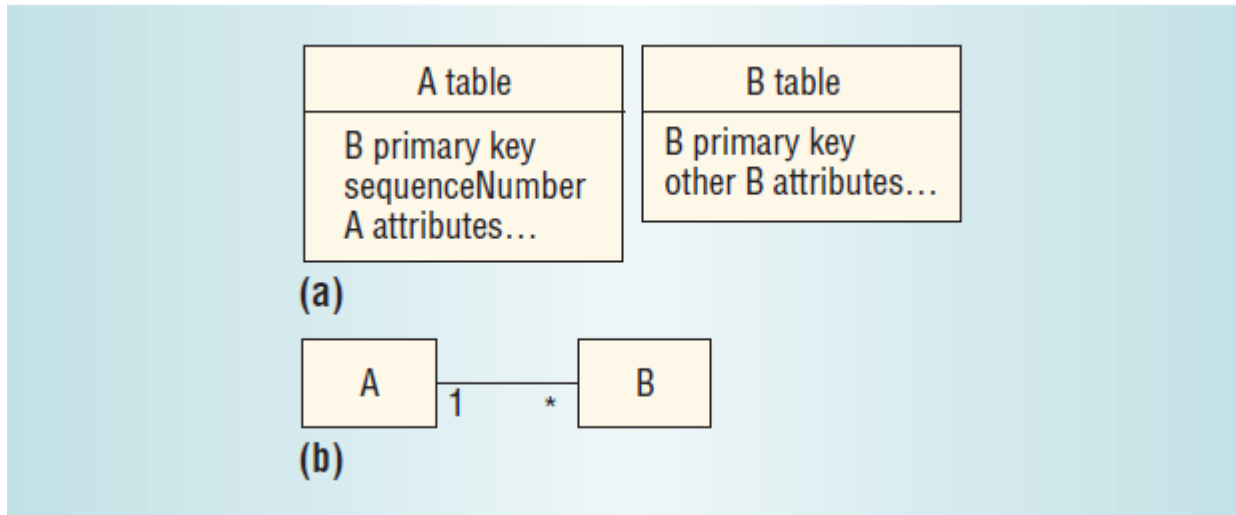 A table
B primary key
sequenceNumber
A attributes…
B table
B primary key
other B attributes…
(a)
A
1
*
B
(b)